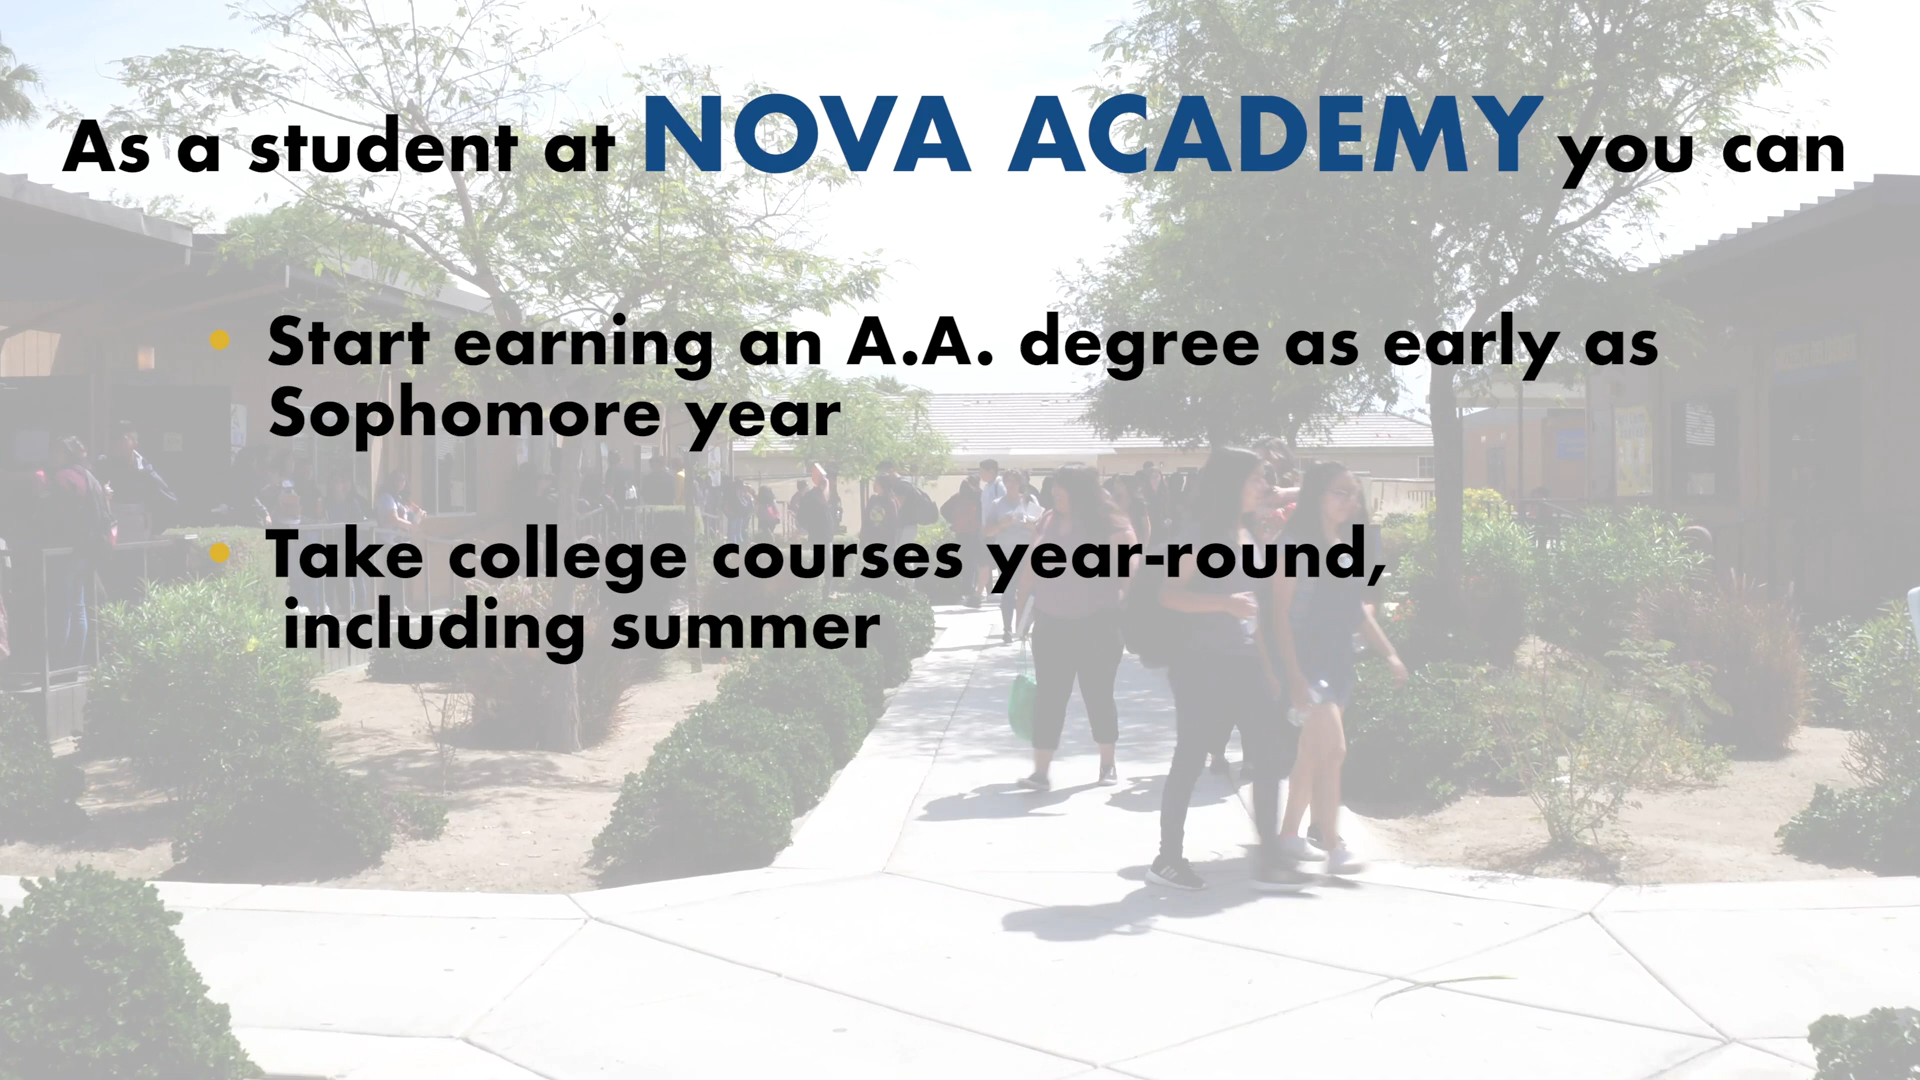 As a student at NOVA ACADEMY you can
• Start earning an A.A. degree as early as
Sophomore year
• Take college courses year-round,
including summer